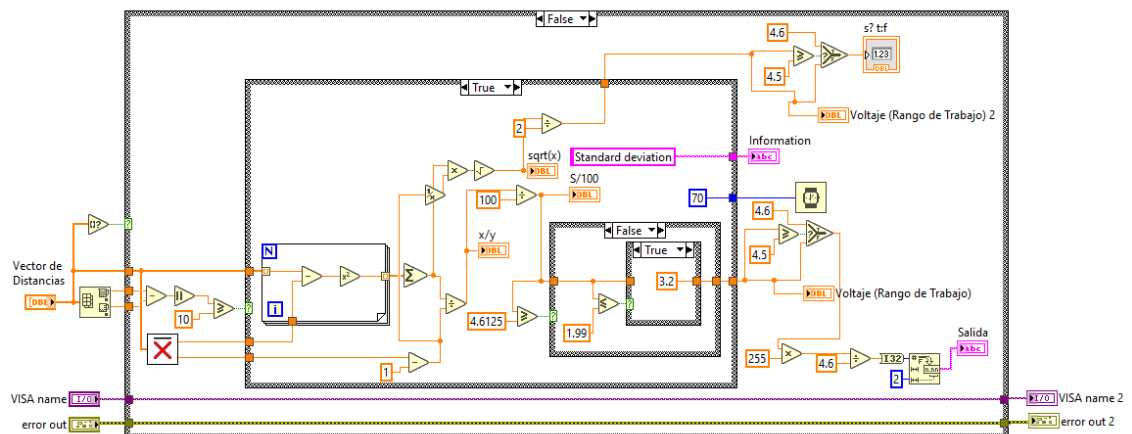 False
4.6
4.5
s? t:f
1.23
DBL
DBL
Voltaje (Rango de Trabajo) 2
True
2
sqrt(x)
DBL
Standard deviation
Information
abc
S/100
100
DBL
70
x/y
DBL
False
True
4.6
4.5
N
i
Vector de
Distancias
DBL
10
3.2
4.6125
1.99
DBL
Voltaje (Rango de Trabajo)
1
255
4.6
I32
2
Salida
abc
VISA name
I/O
I/O
VISA name 2
error out
error out 2